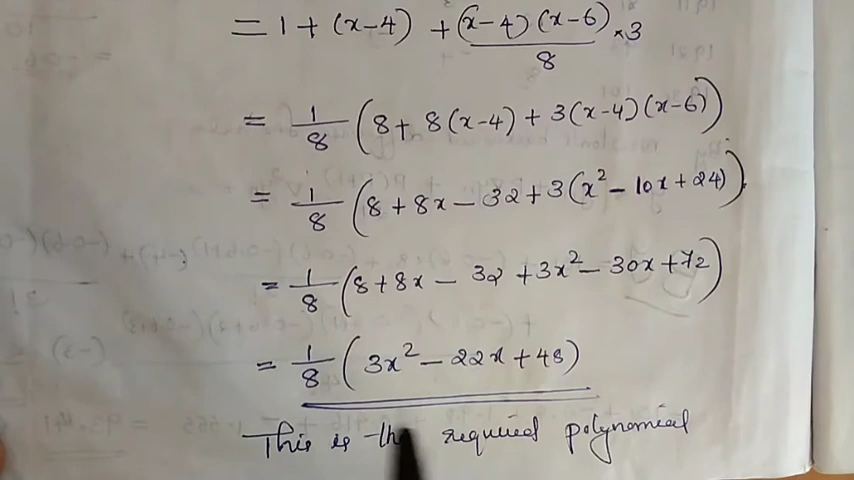 = 1 + (x-4) + (x-4)(x-6)/8 × 3
= 1/8 (8 + 8(x-4) + 3(x-4)(x-6))
= 1/8 (8 + 8x - 32 + 3(x² - 10x + 24))
= 1/8 (8 + 8x - 32 + 3x² - 30x + 72)
= 1/8 (3x² - 22x + 48)
This is the required polynomial